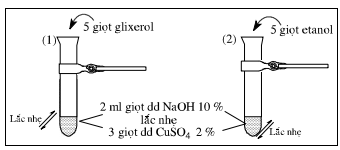 5 giọt glixerol
(1)
5 giọt etanol
(2)
2 ml giọt dd NaOH 10 %
lắc nhẹ
3 giọt dd CuSO₄ 2 %
Lắc nhẹ
Lắc nhẹ